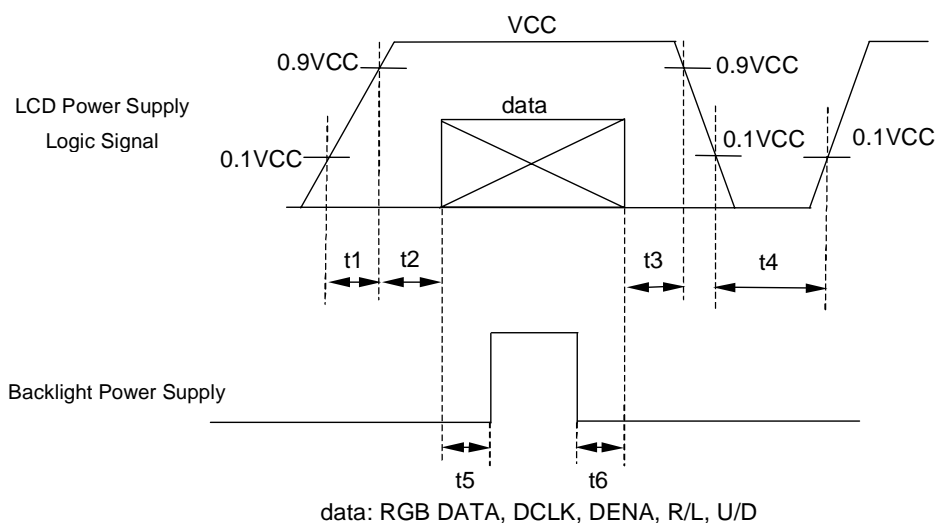 VCC
0.9VCC
0.9VCC
LCD Power Supply
Logic Signal
data
0.1VCC
0.1VCC
0.1VCC
t1
t2
t3
t4
Backlight Power Supply
t5
t6
data: RGB DATA, DCLK, DENA, R/L, U/D